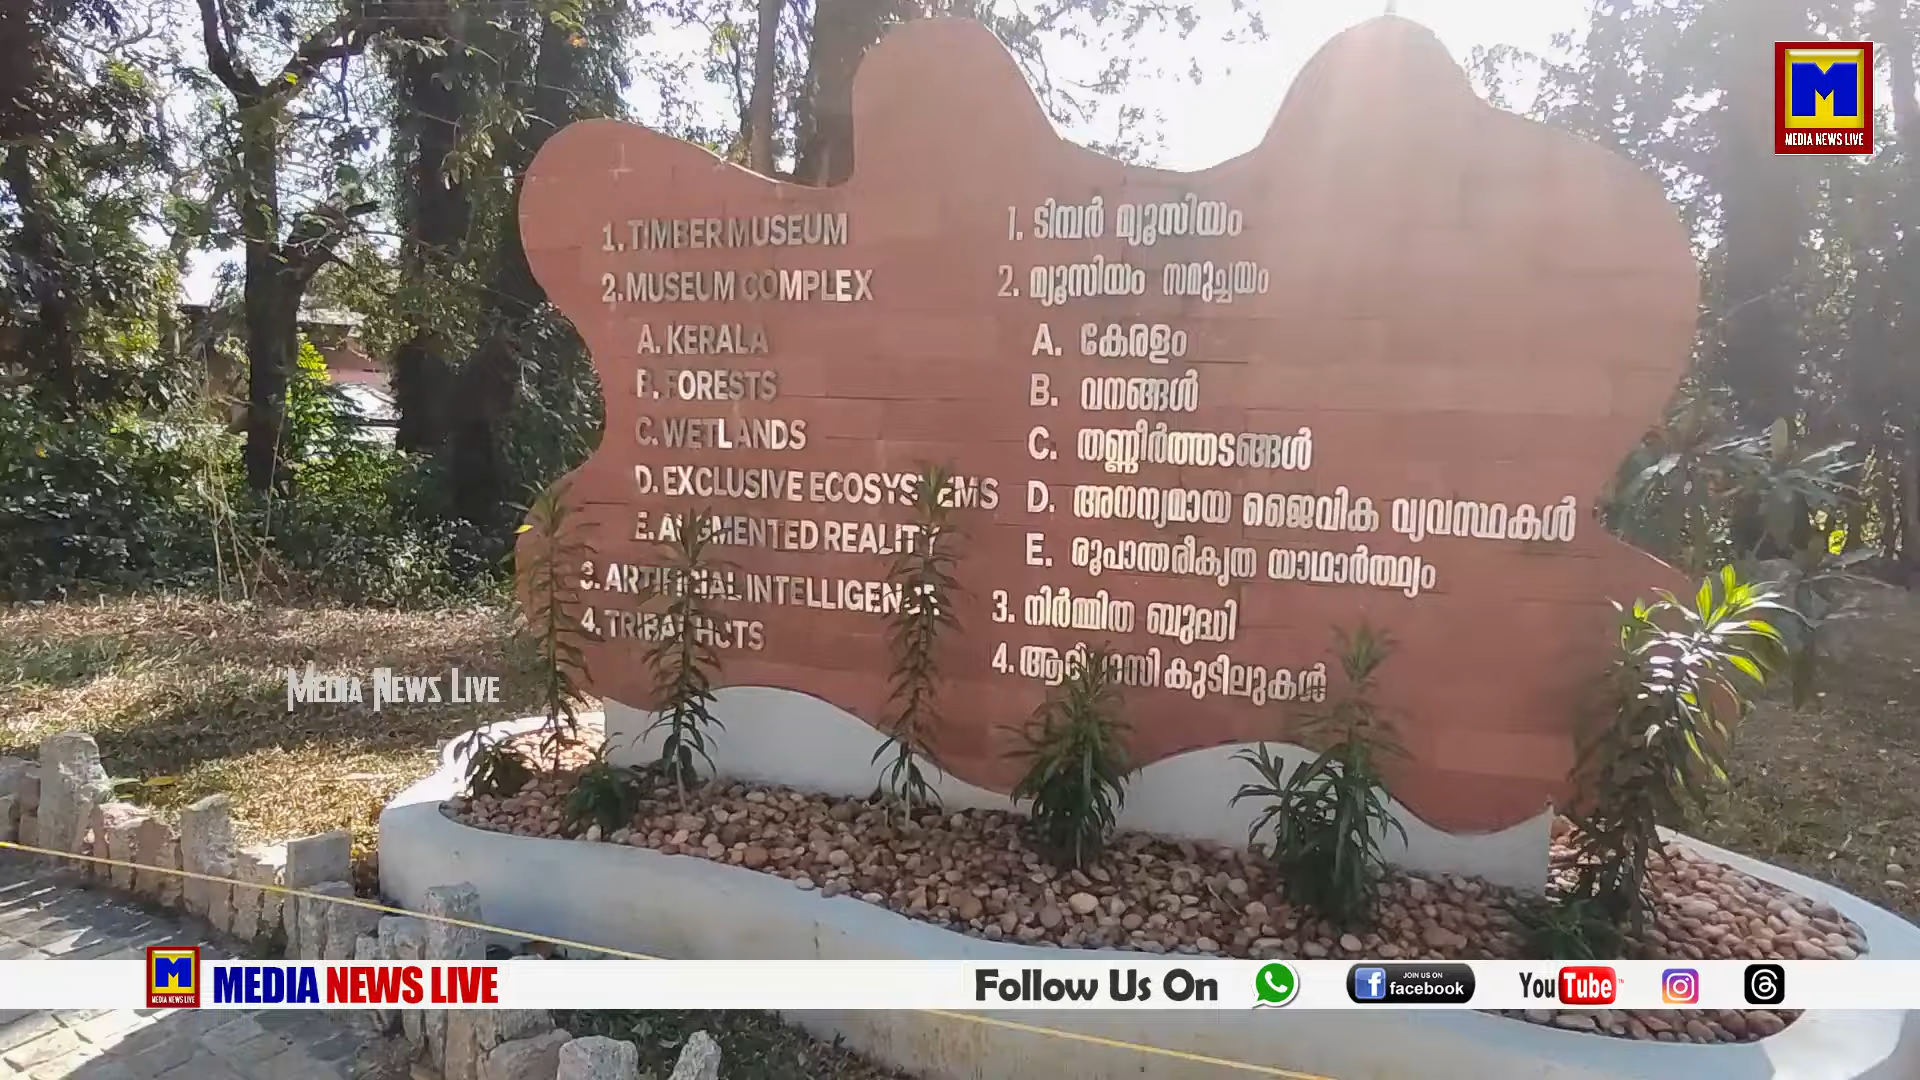 MEDIA NEWS LIVE
1. TIMBER MUSEUM
2. MUSEUM COMPLEX
A. KERALA
B. FORESTS
C. WETLANDS
D. EXCLUSIVE ECOSYSTEMS
E. AUGMENTED REALITY
3. ARTIFICIAL INTELLIGENCE
4. TRIBAL HUTS
1. ടിമ്പർ മ്യൂസിയം
2. മ്യൂസിയം സമുച്ചയം
A. കേരളം
B. വനങ്ങൾ
C. തണ്ണീർത്തടങ്ങൾ
D. അനന്യമായ ജൈവിക വ്യവസ്ഥകൾ
E. രൂപാന്തരീകൃത യാഥാർത്ഥ്യം
3. നിർമ്മിത ബുദ്ധി
4. ആദിവാസി കുടിലുകൾ
MEDIA NEWS LIVE
M MEDIA NEWS LIVE
MEDIA NEWS LIVE
Follow Us On
JOIN US ON
facebook
YouTube